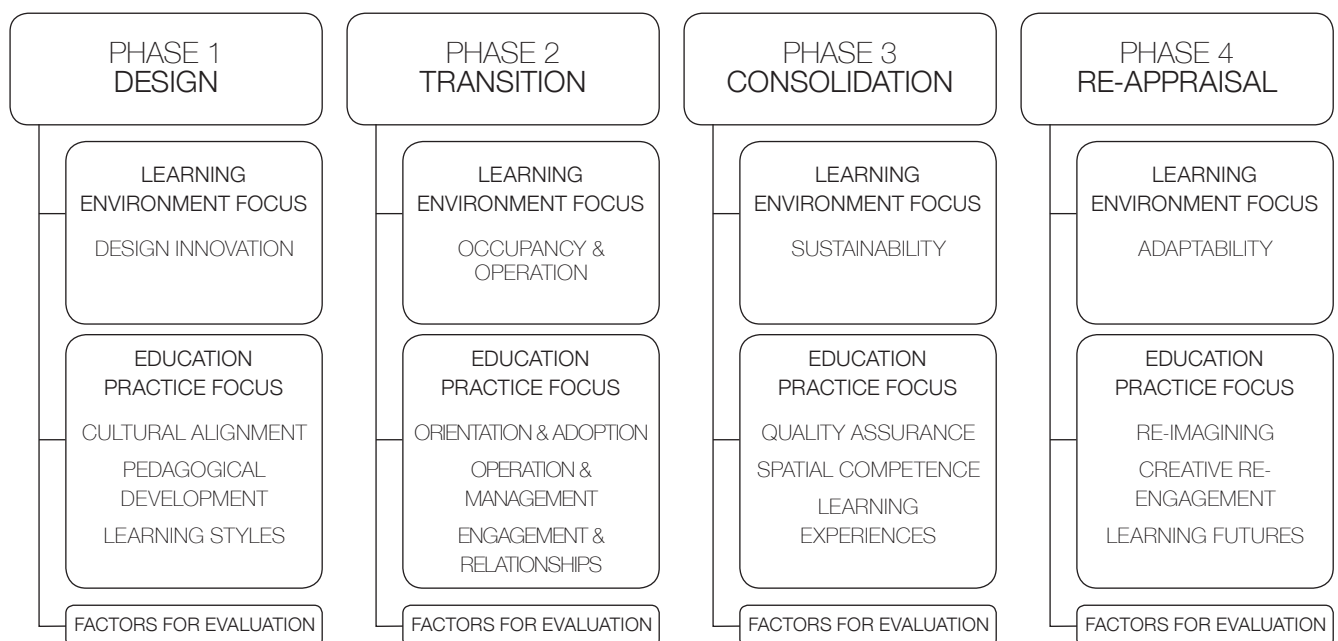 PHASE 1
DESIGN
LEARNING
ENVIRONMENT FOCUS
DESIGN INNOVATION
EDUCATION
PRACTICE FOCUS
CULTURAL ALIGNMENT
PEDAGOGICAL
DEVELOPMENT
LEARNING STYLES
FACTORS FOR EVALUATION
PHASE 2
TRANSITION
LEARNING
ENVIRONMENT FOCUS
OCCUPANCY &
OPERATION
EDUCATION
PRACTICE FOCUS
ORIENTATION & ADOPTION
OPERATION &
MANAGEMENT
ENGAGEMENT &
RELATIONSHIPS
FACTORS FOR EVALUATION
PHASE 3
CONSOLIDATION
LEARNING
ENVIRONMENT FOCUS
SUSTAINABILITY
EDUCATION
PRACTICE FOCUS
QUALITY ASSURANCE
SPATIAL COMPETENCE
LEARNING
EXPERIENCES
FACTORS FOR EVALUATION
PHASE 4
RE-APPRAISAL
LEARNING
ENVIRONMENT FOCUS
ADAPTABILITY
EDUCATION
PRACTICE FOCUS
RE-IMAGINING
CREATIVE RE-
ENGAGEMENT
LEARNING FUTURES
FACTORS FOR EVALUATION